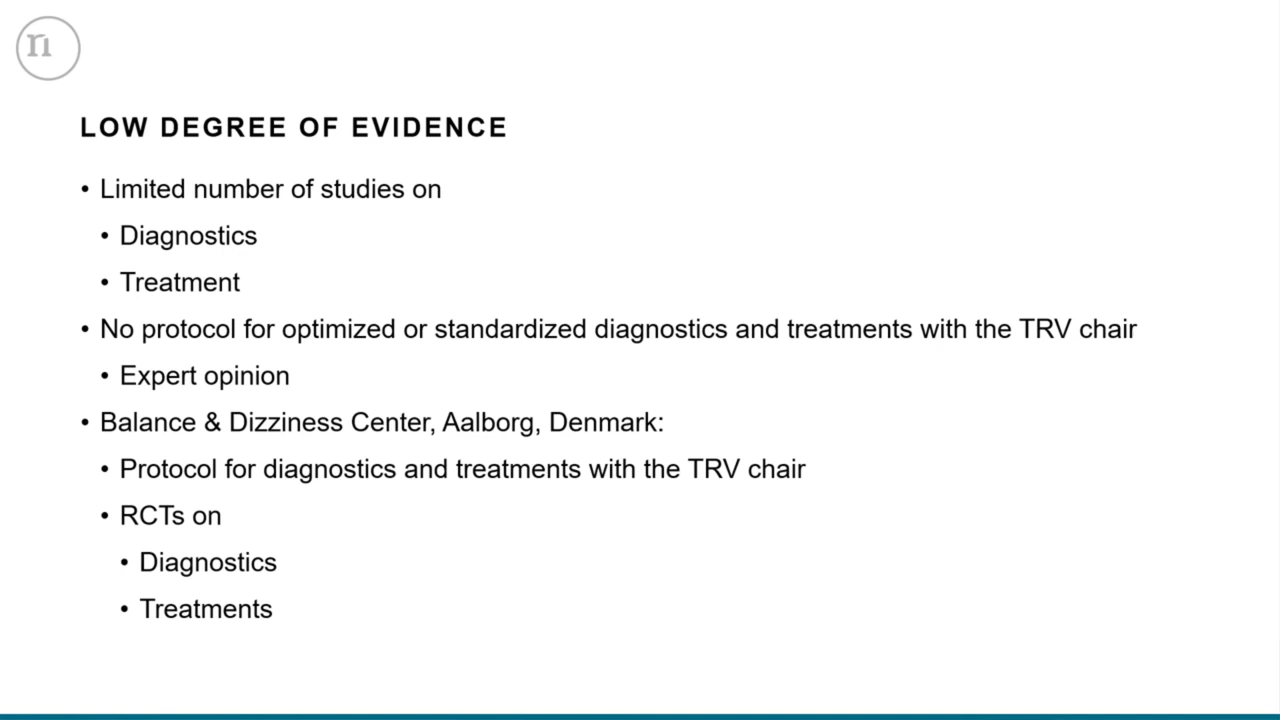 n
LOW DEGREE OF EVIDENCE
• Limited number of studies on
• Diagnostics
• Treatment
• No protocol for optimized or standardized diagnostics and treatments with the TRV chair
• Expert opinion
• Balance & Dizziness Center, Aalborg, Denmark:
• Protocol for diagnostics and treatments with the TRV chair
• RCTs on
• Diagnostics
• Treatments